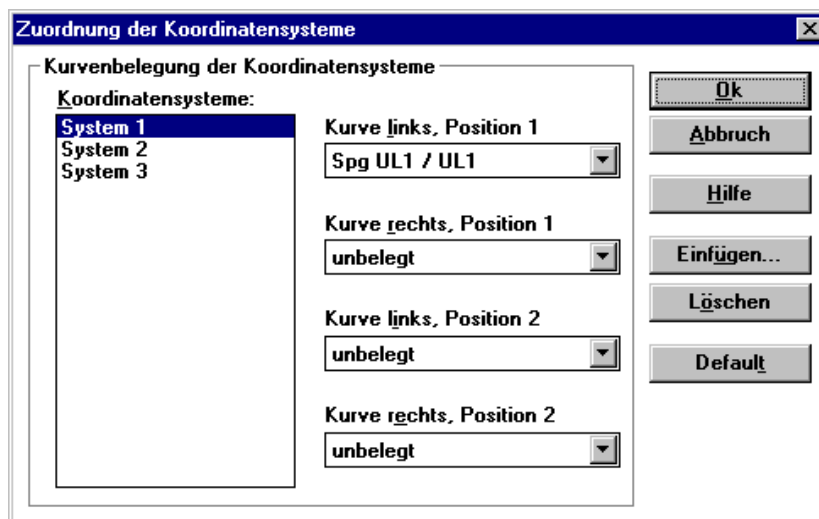 Zuordnung der Koordinatensysteme
Kurvenbelegung der Koordinatensysteme
Koordinatensysteme:
System 1
System 2
System 3
Kurve links, Position 1
Spg UL1 / UL1
Kurve rechts, Position 1
unbelegt
Kurve links, Position 2
unbelegt
Kurve rechts, Position 2
unbelegt
Ok
Abbruch
Hilfe
Einfügen...
Löschen
Default